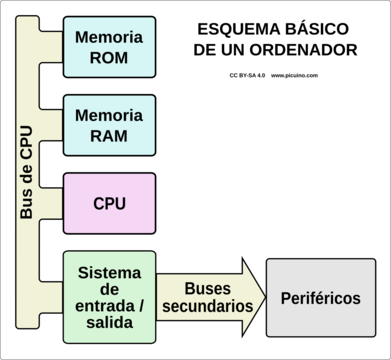 ESQUEMA BÁSICO
DE UN ORDENADOR
CC BY-SA 4.0 www.picuino.com
Bus de CPU
Memoria
ROM
Memoria
RAM
CPU
Sistema
de
entrada /
salida
Buses
secundarios
Periféricos